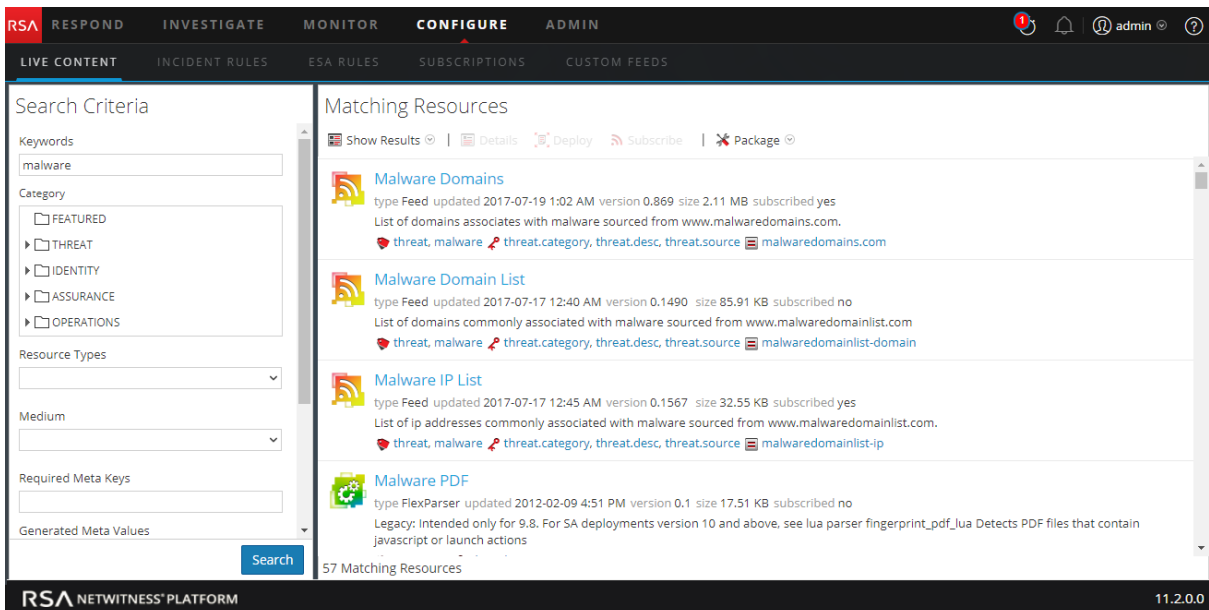 RSA RESPOND INVESTIGATE MONITOR CONFIGURE ADMIN 1 admin ?
LIVE CONTENT INCIDENT RULES ESA RULES SUBSCRIPTIONS CUSTOM FEEDS
Search Criteria
Keywords
malware
Category
FEATURED
THREAT
IDENTITY
ASSURANCE
OPERATIONS
Resource Types
Medium
Required Meta Keys
Generated Meta Values
Search
Matching Resources
Show Results Details Deploy Subscribe Package
Malware Domains
type Feed updated 2017-07-19 1:02 AM version 0.869 size 2.11 MB subscribed yes
List of domains associates with malware sourced from www.malwaredomains.com.
threat, malware threat.category, threat.desc, threat.source malwaredomains.com
Malware Domain List
type Feed updated 2017-07-17 12:40 AM version 0.1490 size 85.91 KB subscribed no
List of domains commonly associated with malware sourced from www.malwaredomainlist.com
threat, malware threat.category, threat.desc, threat.source malwaredomainlist-domain
Malware IP List
type Feed updated 2017-07-17 12:45 AM version 0.1567 size 32.55 KB subscribed yes
List of ip addresses commonly associated with malware sourced from www.malwaredomainlist.com.
threat, malware threat.category, threat.desc, threat.source malwaredomainlist-ip
Malware PDF
type FlexParser updated 2012-02-09 4:51 PM version 0.1 size 17.51 KB subscribed no
Legacy: Intended only for 9.8. For SA deployments version 10 and above, see lua parser fingerprint_pdf_lua Detects PDF files that contain
javascript or launch actions
57 Matching Resources
RSA NETWITNESS® PLATFORM 11.2.0.0